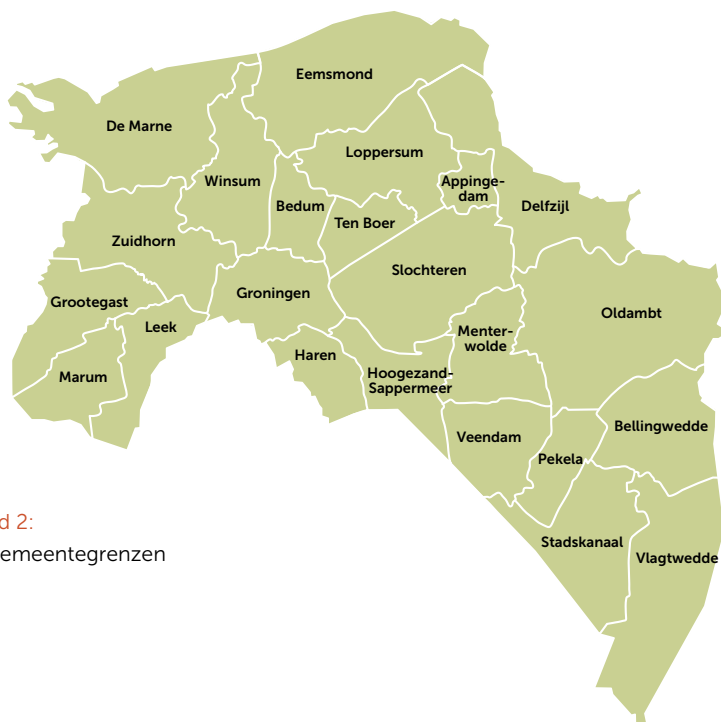 Eemsmond
De Marne
Loppersum
Winsum
Appinge-
dam
Bedum
Delfzijl
Ten Boer
Zuidhorn
Slochteren
Groningen
Grootegast
Oldambt
Leek
Menter-
wolde
Haren
Hoogezand-
Sappermeer
Marum
Bellingwedde
Veendam
Pekela
d 2:
emeentegrenzen
Stadskanaal
Vlagtwedde